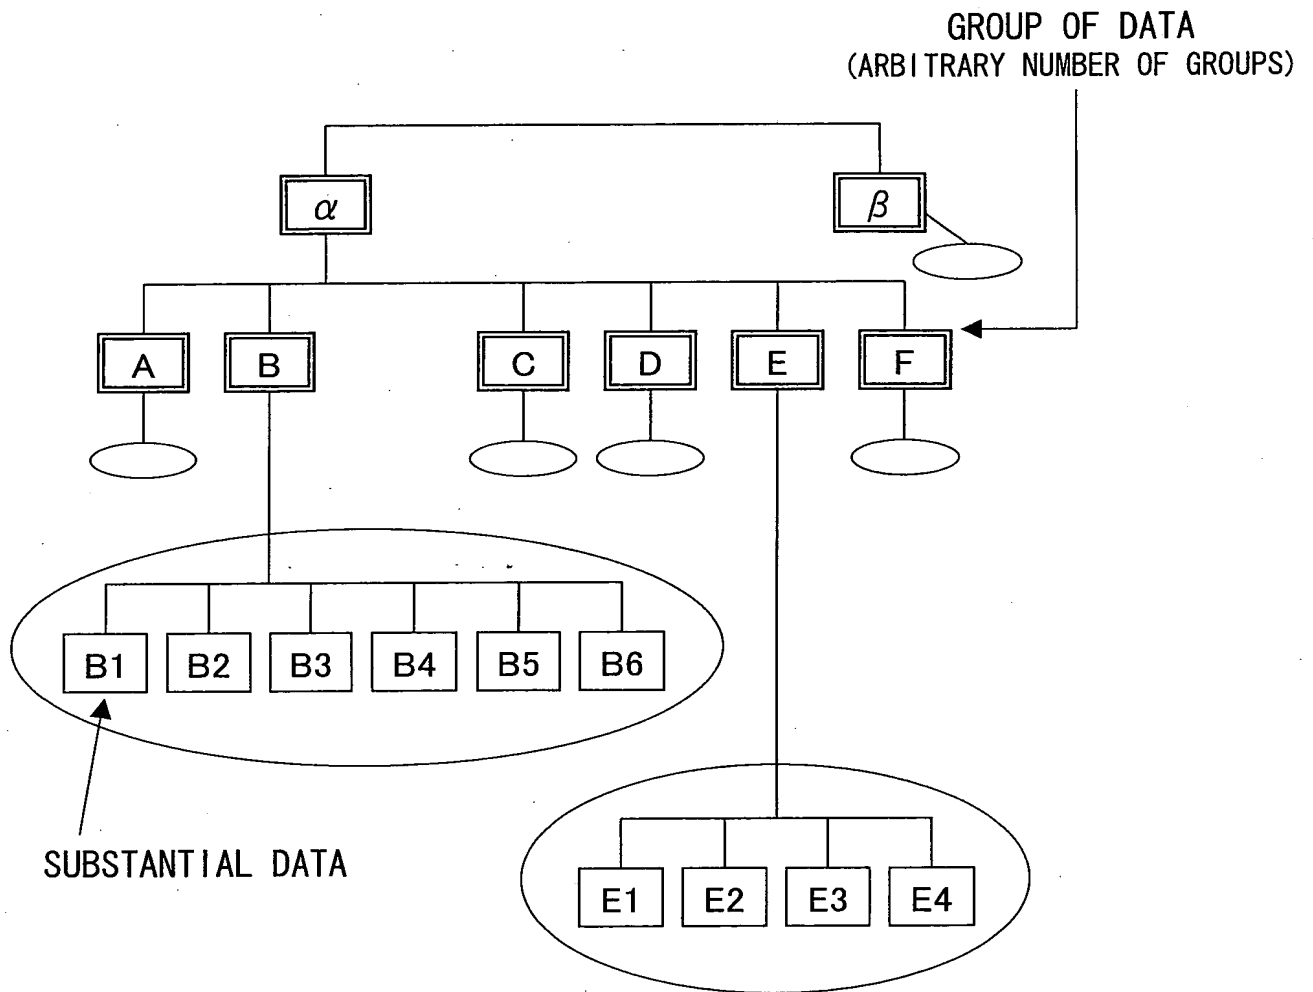 GROUP OF DATA
(ARBITRARY NUMBER OF GROUPS)
α
β
A
B
C
D
E
F
B1
B2
B3
B4
B5
B6
SUBSTANTIAL DATA
E1
E2
E3
E4